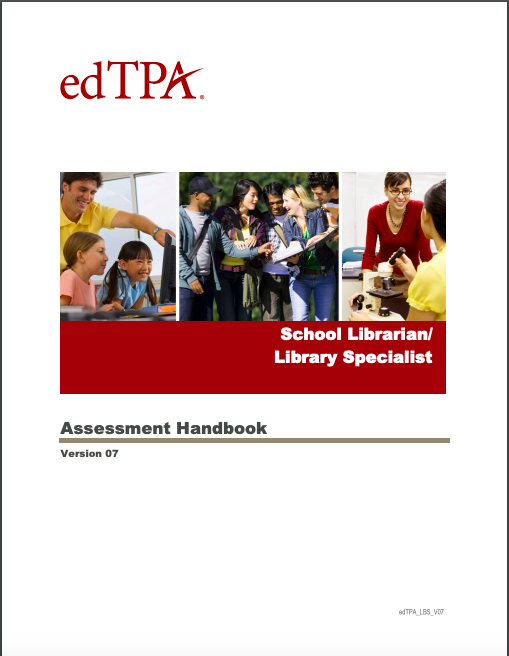 edTPA®
School Librarian/
Library Specialist
Assessment Handbook
Version 07
edTPA_LBS_V07